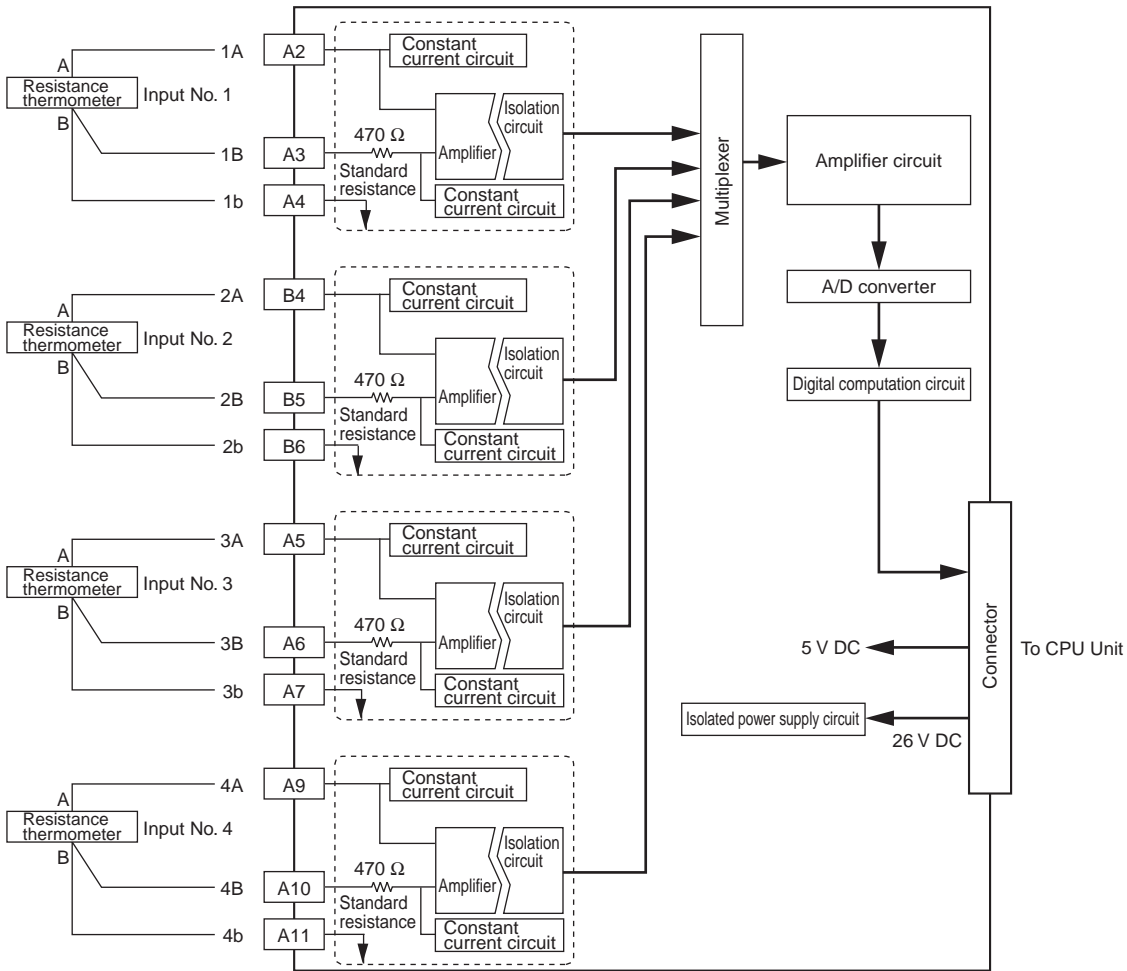 1A
A2
Constant
current circuit
A
Resistance
thermometer
Input No. 1
B
Isolation
circuit
470 Ω
Amplifier
1B
A3
Standard
resistance
1b
A4
Constant
current circuit
Multiplexer
Amplifier circuit
2A
B4
Constant
current circuit
A
Resistance
thermometer
Input No. 2
B
Isolation
circuit
470 Ω
Amplifier
2B
B5
Standard
resistance
2b
B6
Constant
current circuit
A/D converter
Digital computation circuit
3A
A5
Constant
current circuit
A
Resistance
thermometer
Input No. 3
B
Isolation
circuit
470 Ω
Amplifier
3B
A6
Standard
resistance
3b
A7
Constant
current circuit
5 V DC
Connector
To CPU Unit
Isolated power supply circuit
26 V DC
4A
A9
Constant
current circuit
A
Resistance
thermometer
Input No. 4
B
Isolation
circuit
470 Ω
Amplifier
4B
A10
Standard
resistance
4b
A11
Constant
current circuit